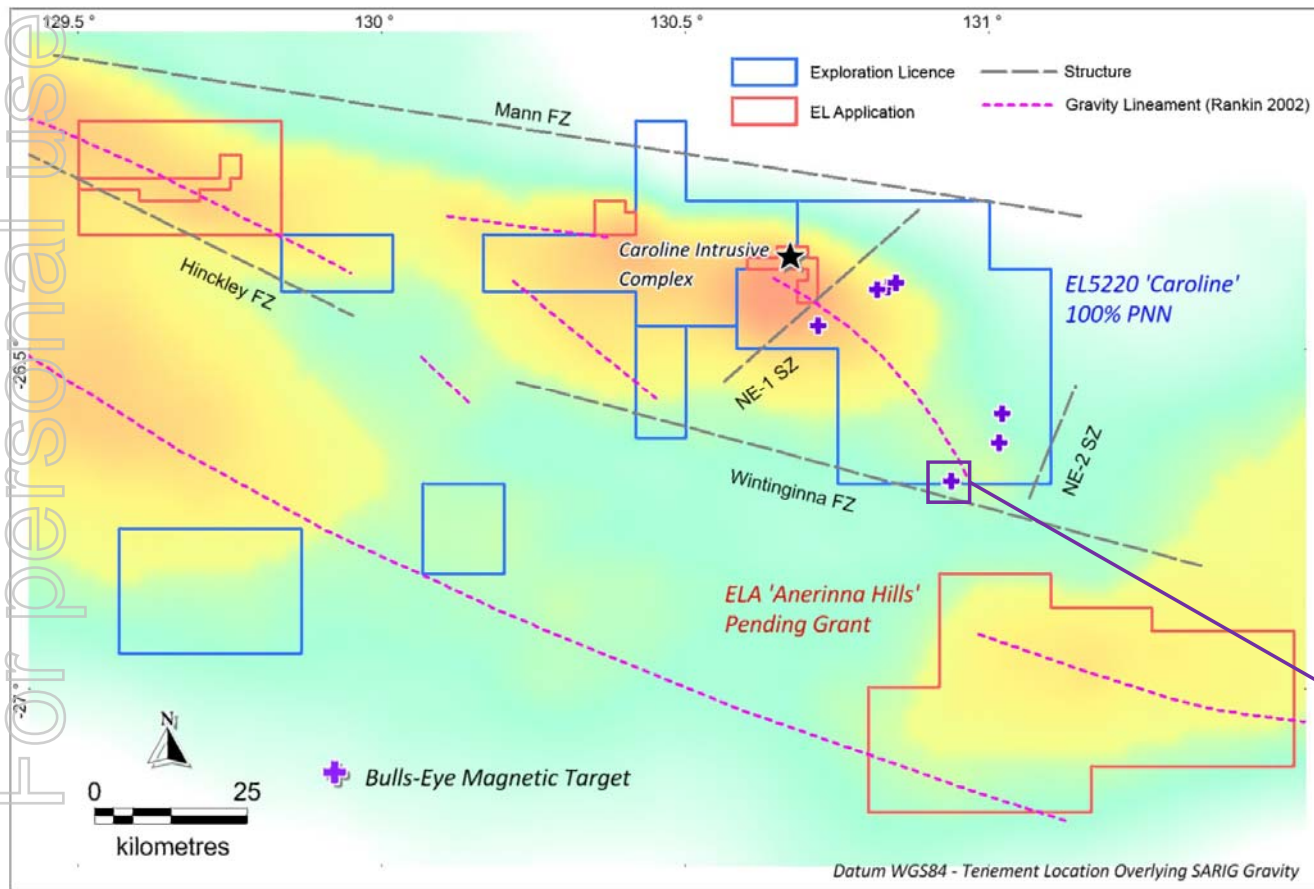 129.5 °
130 °
130.5 °
131 °
Exploration Licence
EL Application
Structure
Gravity Lineament (Rankin 2002)
Mann FZ
Hinckley FZ
Caroline Intrusive
Complex
EL5220 'Caroline'
100% PNN
-26.5 °
NE-1 SZ
NE-2 SZ
Wintinginna FZ
ELA 'Anerinna Hills'
Pending Grant
-27 °
N
Bulls-Eye Magnetic Target
0 25
kilometres
Datum WGS84 - Tenement Location Overlying SARIG Gravity
For personal use